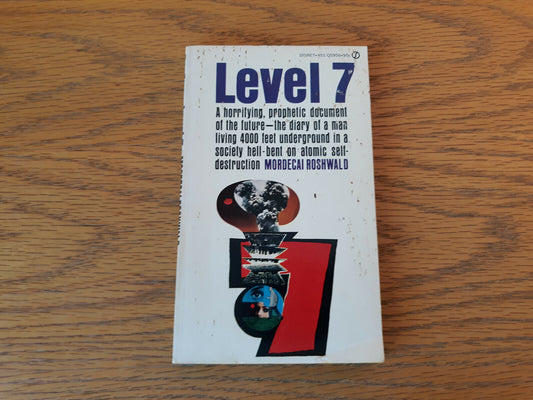 Level 7
A horrifying, prophetic document
of the future—the diary of a man
living 4000 feet underground in a
society hell-bent on atomic self-
destruction MORDECAI ROSHWALD
7